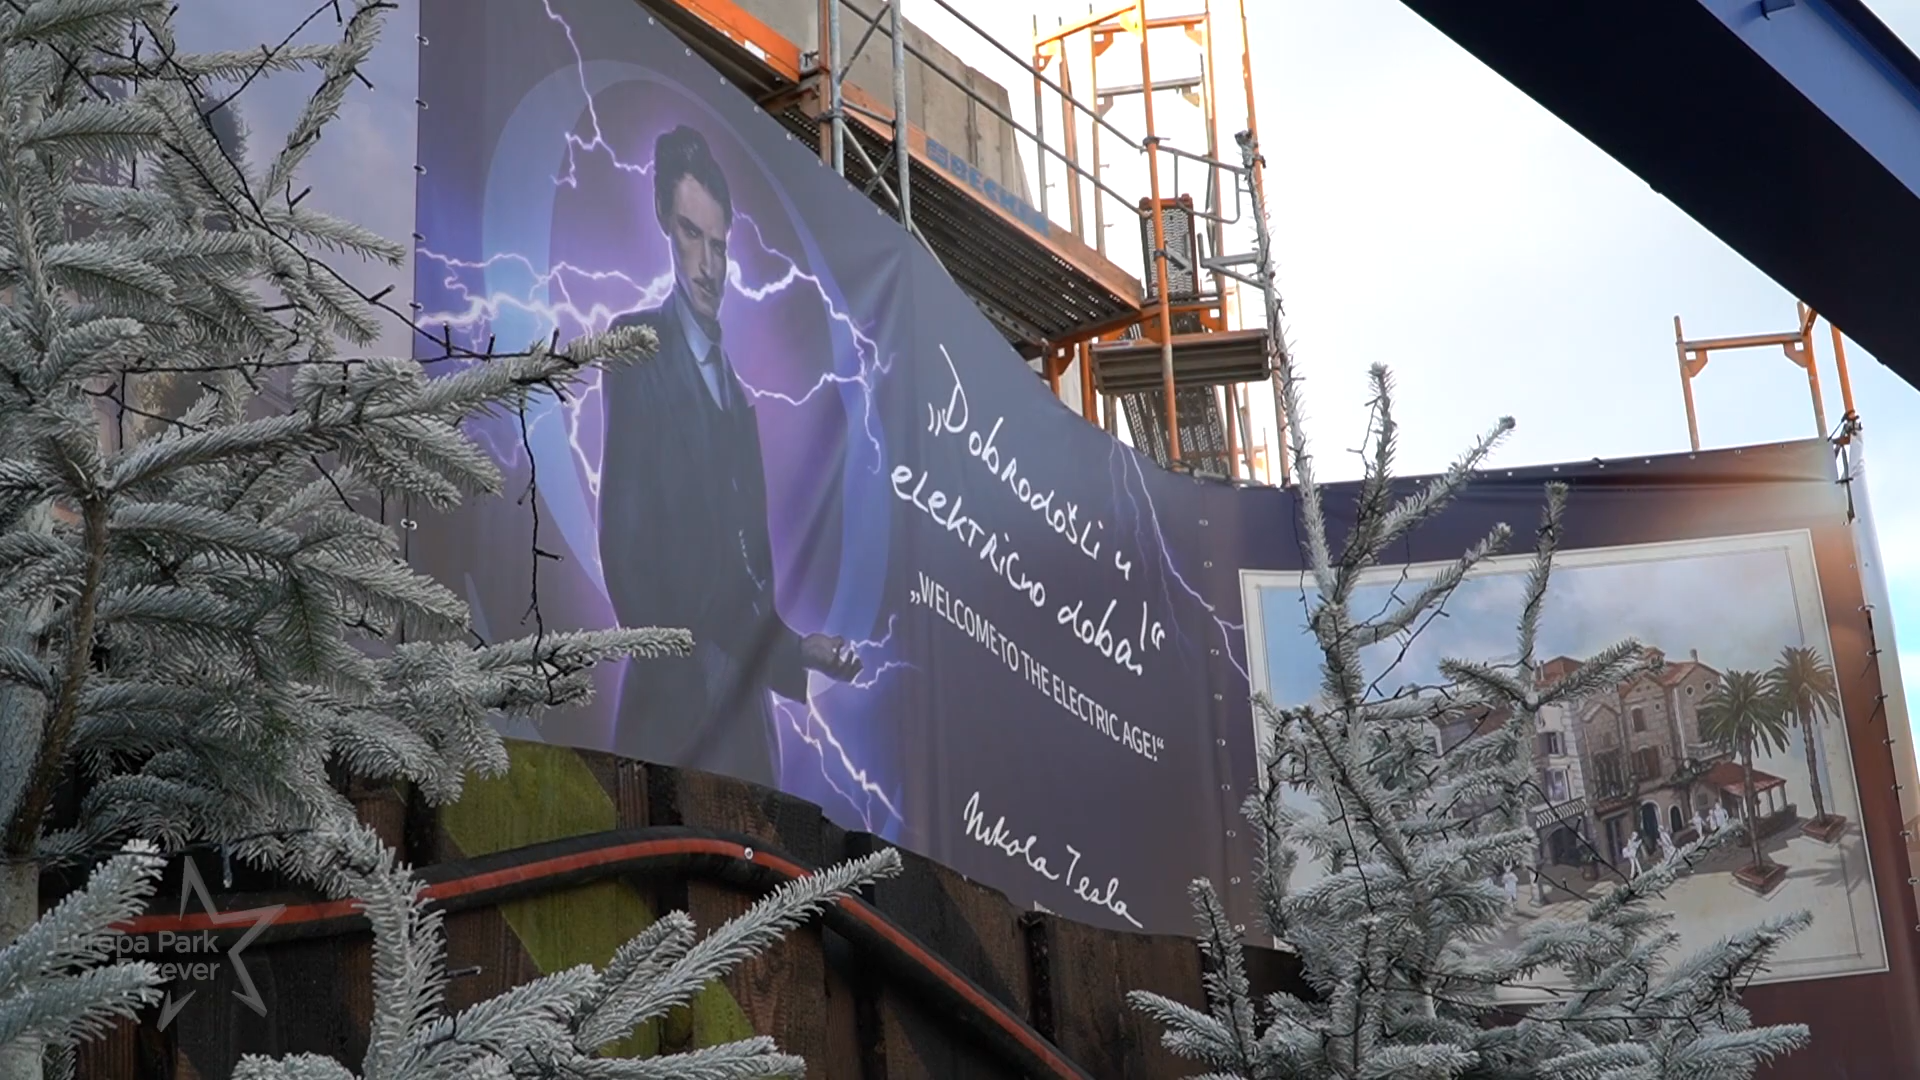 „Dobrodošli u
električno doba!“
„WELCOME TO THE ELECTRIC AGE!“
Nikola Tesla
Europa Park
Forever